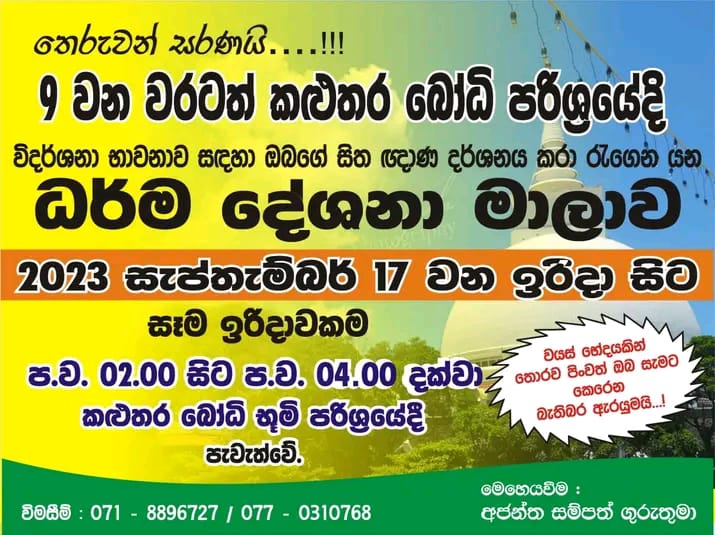 තෙරුවන් සරණයි....!!!
9 වන වරටත් කළුතර බෝධි පරිශ්‍රයේදී
විදර්ශනා භාවනාව සඳහා ඔබගේ සිත ඥාණ දර්ශනය කරා රැගෙන යන
ධර්ම දේශනා මාලාව
2023 සැප්තැම්බර් 17 වන ඉරිදා සිට
සෑම ඉරිදාවකම
ප.ව. 02.00 සිට ප.ව. 04.00 දක්වා
කළුතර බෝධි භූමි පරිශ්‍රයේදී
පැවැත්වේ.
වයස් භේදයකින්
තොරව පින්වත් ඔබ සැමට
කෙරෙන
බැතිබර ඇරයුමයි...!
විමසීම් : 071 - 8896727 / 077 - 0310768
මෙහෙයවීම :
අජන්ත සම්පත් ගුරුතුමා